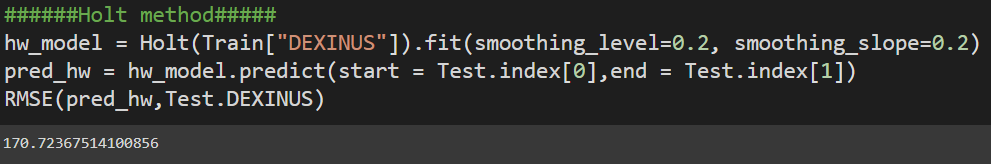 ######Holt method#####
hw_model = Holt(Train["DEXINUS"]).fit(smoothing_level=0.2, smoothing_slope=0.2)
pred_hw = hw_model.predict(start = Test.index[0],end = Test.index[1])
RMSE(pred_hw,Test.DEXINUS)
170.72367514100856